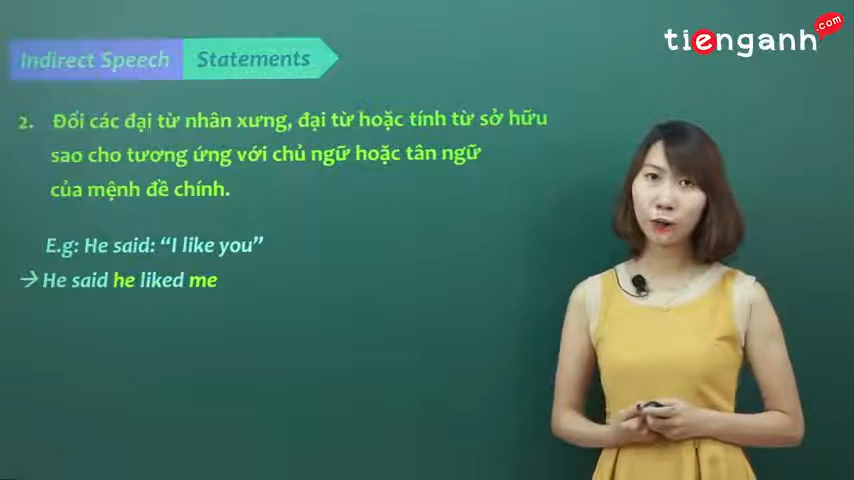 tienganh
.com
Indirect Speech
Statements
2. Đổi các đại từ nhân xưng, đại từ hoặc tính từ sở hữu
sao cho tương ứng với chủ ngữ hoặc tân ngữ
của mệnh đề chính.
E.g: He said: “I like you”
→ He said he liked me